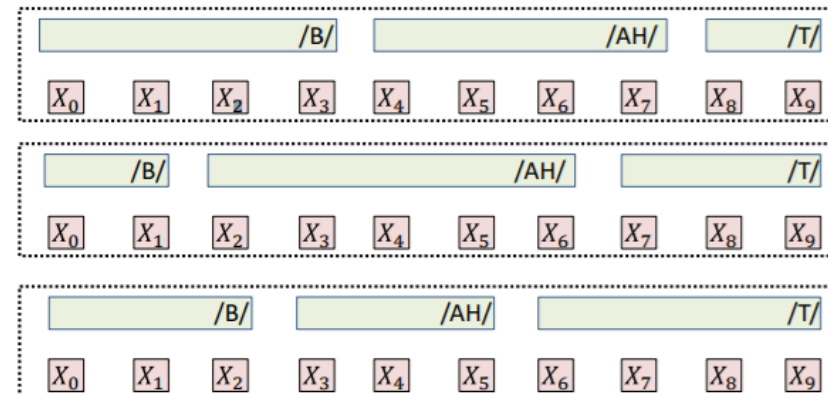 /B/ /AH/ /T/
X₀ X₁ X₂ X₃ X₄ X₅ X₆ X₇ X₈ X₉
/B/ /AH/ /T/
X₀ X₁ X₂ X₃ X₄ X₅ X₆ X₇ X₈ X₉
/B/ /AH/ /T/
X₀ X₁ X₂ X₃ X₄ X₅ X₆ X₇ X₈ X₉